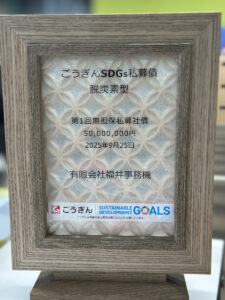 ごうぎんSDGs私募債
脱炭素型
第1回無担保私募社債
50,000,000円
2025年9月25日
有限会社福井事務機
ごうぎん
SUSTAINABLE
DEVELOPMENT
GOALS